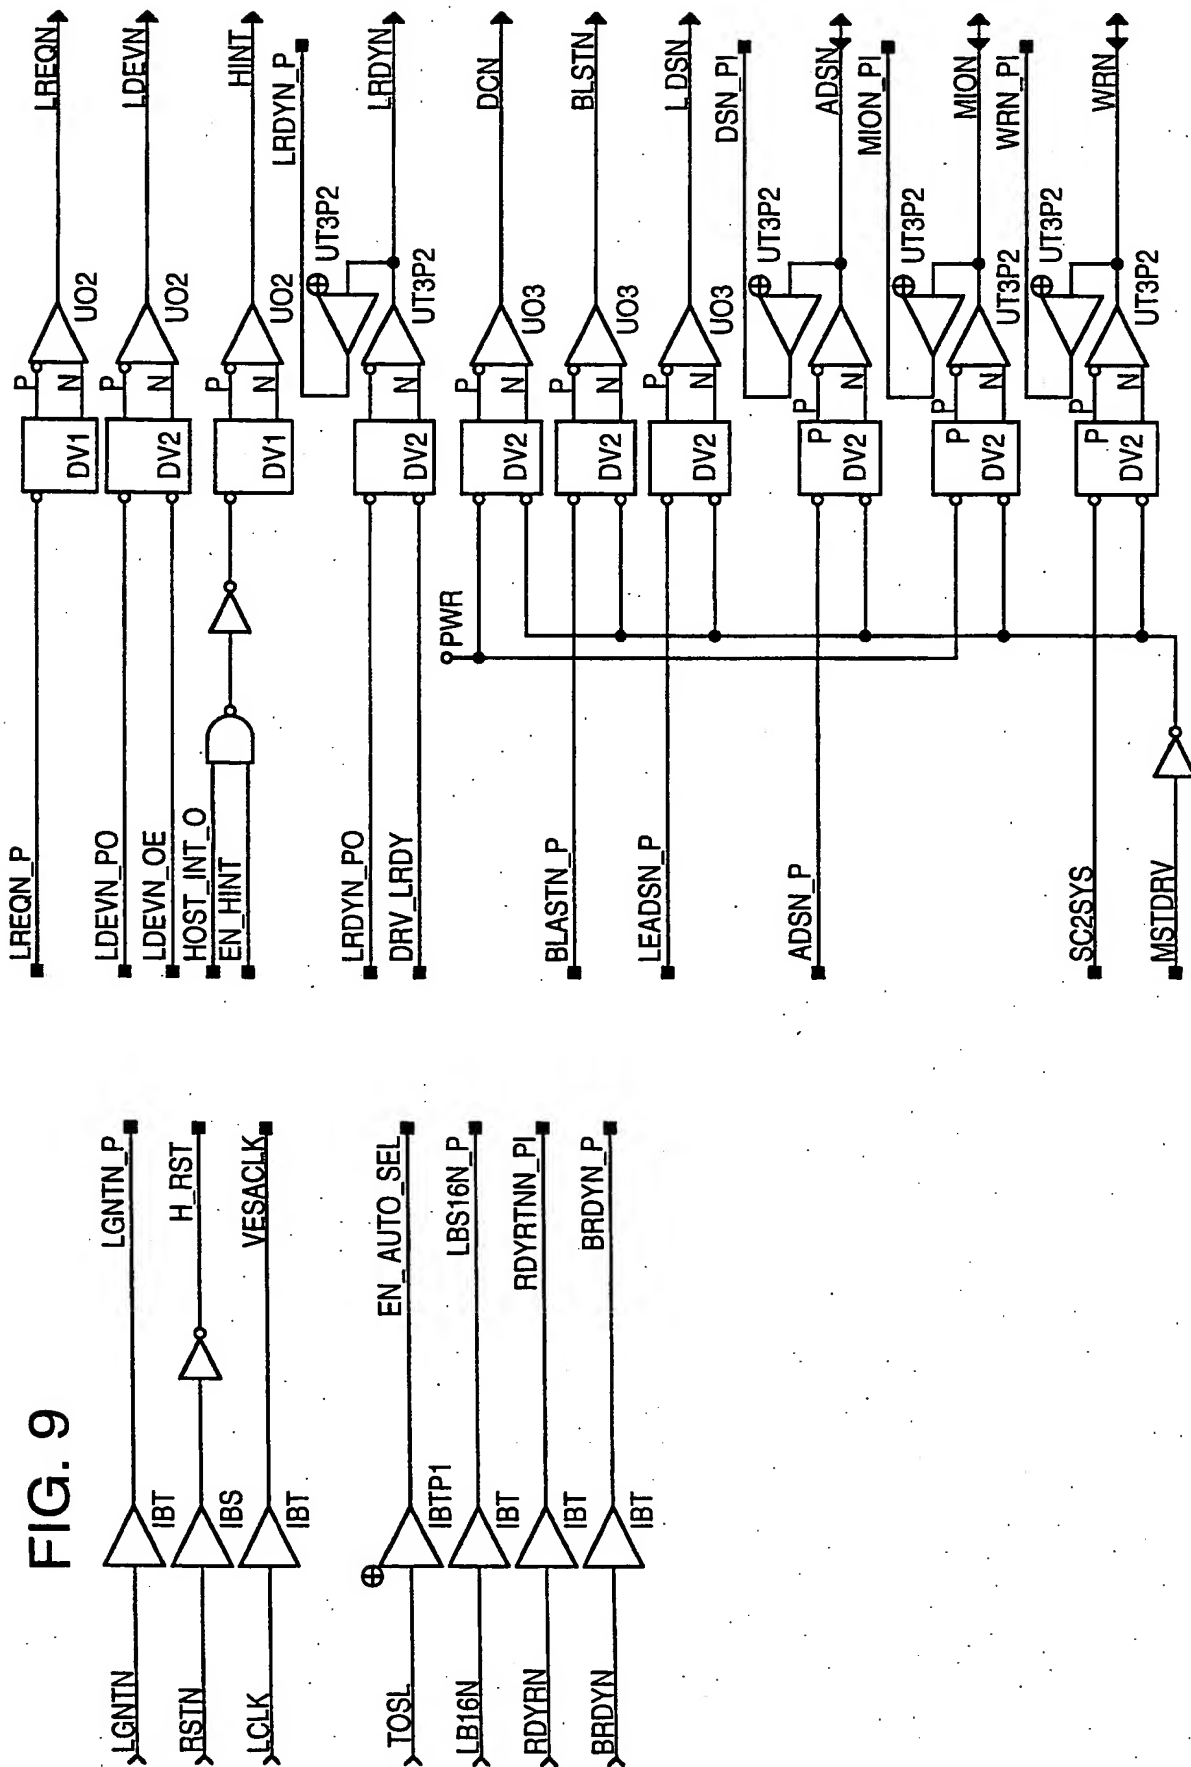 FIG. 9
LGNTN IBT LGNTN_P
RSTN IBS H_RST
LCLK IBT VESACLK
TOSL IBTP1 EN_AUTO_SEL
LB16N IBT LBS16N_P
RDYRN IBT RDYRTNN_PI
BRDYN IBT BRDYN_P
LREQN_P DV1 P N UO2 LREQN
LDEVN_PO
LDEVN_OE DV2 P N UO2 LDEVN
HOST_INT_O
EN_HINT DV1 P N UO2 HINT
UT3P2 LRDYN_P
LRDYN_PO
DRV_LRDY DV2 N UT3P2 LRDYN
PWR
DV2 P N UO3 DCN
BLASTN_P DV2 P N UO3 BLSTN
LEADSN_P DV2 P N UO3 LDSN
UT3P2 DSN_PI
ADSN_P P DV2 P N ADSN
UT3P2 MION_PI
P DV2 P N UT3P2 MION
UT3P2 WRN_PI
SC2SYS P DV2 P N UT3P2 WRN
MSTDRV